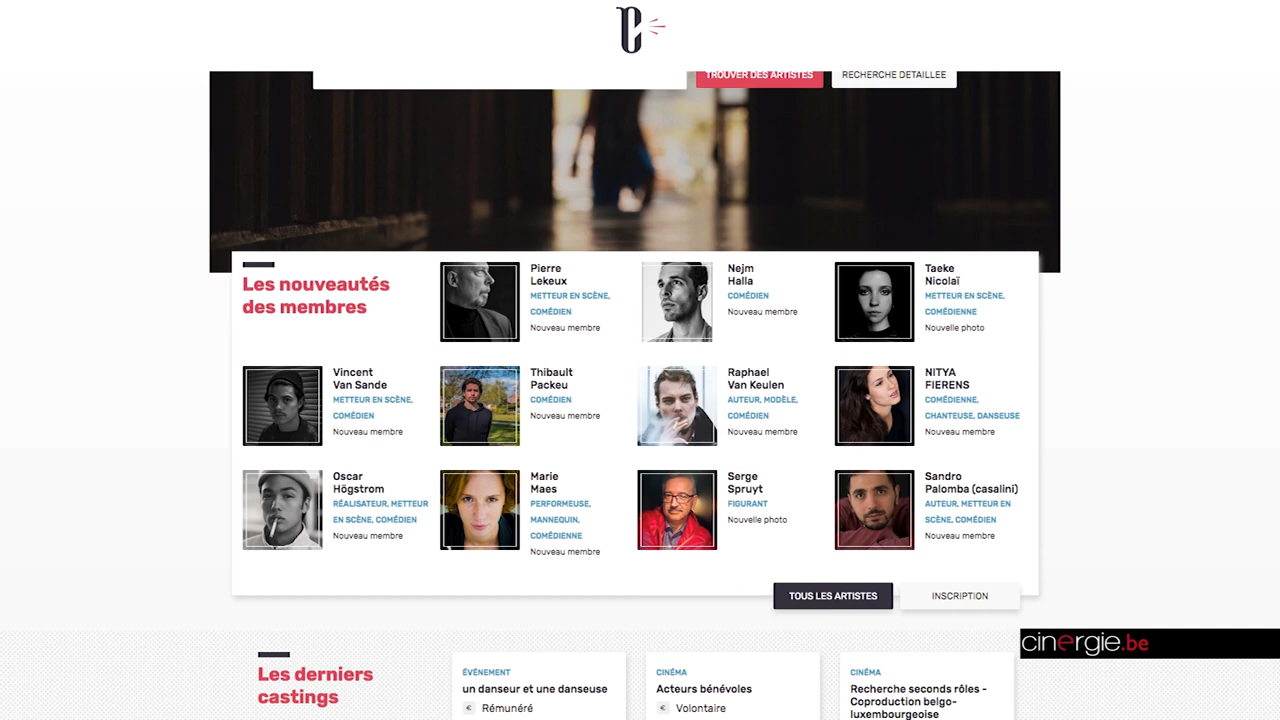 TROUVER DES ARTISTES
RECHERCHE DETAILLEE
Les nouveautés
des membres
Pierre
Lekeux
METTEUR EN SCÈNE,
COMÉDIEN
Nouveau membre
Nejm
Halla
COMÉDIEN
Nouveau membre
Taeke
Nicolaï
METTEUR EN SCÈNE,
COMÉDIENNE
Nouvelle photo
Vincent
Van Sande
METTEUR EN SCÈNE,
COMÉDIEN
Nouveau membre
Thibault
Packeu
COMÉDIEN
Nouveau membre
Raphael
Van Keulen
AUTEUR, MODÈLE,
COMÉDIEN
Nouveau membre
NITYA
FIERENS
COMÉDIENNE,
CHANTEUSE, DANSEUSE
Nouveau membre
Oscar
Högstrom
RÉALISATEUR, METTEUR
EN SCÈNE, COMÉDIEN
Nouveau membre
Marie
Maes
PERFORMEUSE,
MANNEQUIN,
COMÉDIENNE
Nouveau membre
Serge
Spruyt
FIGURANT
Nouvelle photo
Sandro
Palomba (casalini)
AUTEUR, METTEUR EN
SCÈNE, COMÉDIEN
Nouveau membre
TOUS LES ARTISTES
INSCRIPTION
cinergie.be
Les derniers
castings
ÉVÉNEMENT
un danseur et une danseuse
€ Rémunéré
CINÉMA
Acteurs bénévoles
€ Volontaire
CINÉMA
Recherche seconds rôles -
Coproduction belgo-
luxembourgeoise